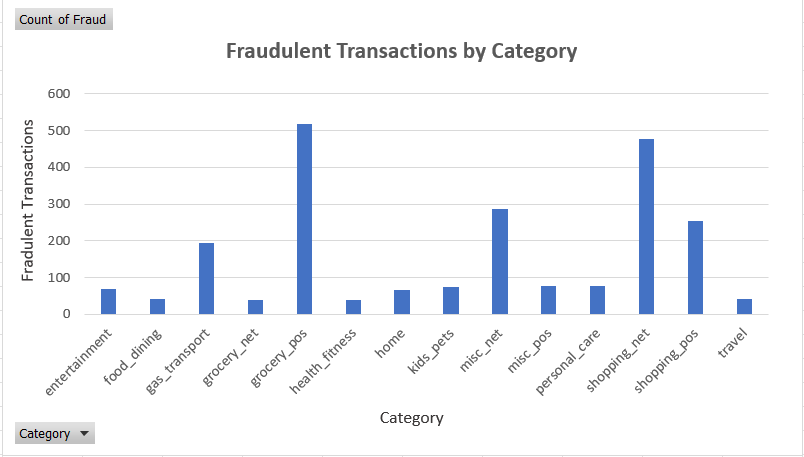 Count of Fraud
Fraudulent Transactions by Category
Fradulent Transactions
600
500
400
300
200
100
0
entertainment
food_dining
gas_transport
grocery_net
grocery_pos
health_fitness
home
kids_pets
misc_net
misc_pos
personal_care
shopping_net
shopping_pos
travel
Category
Category